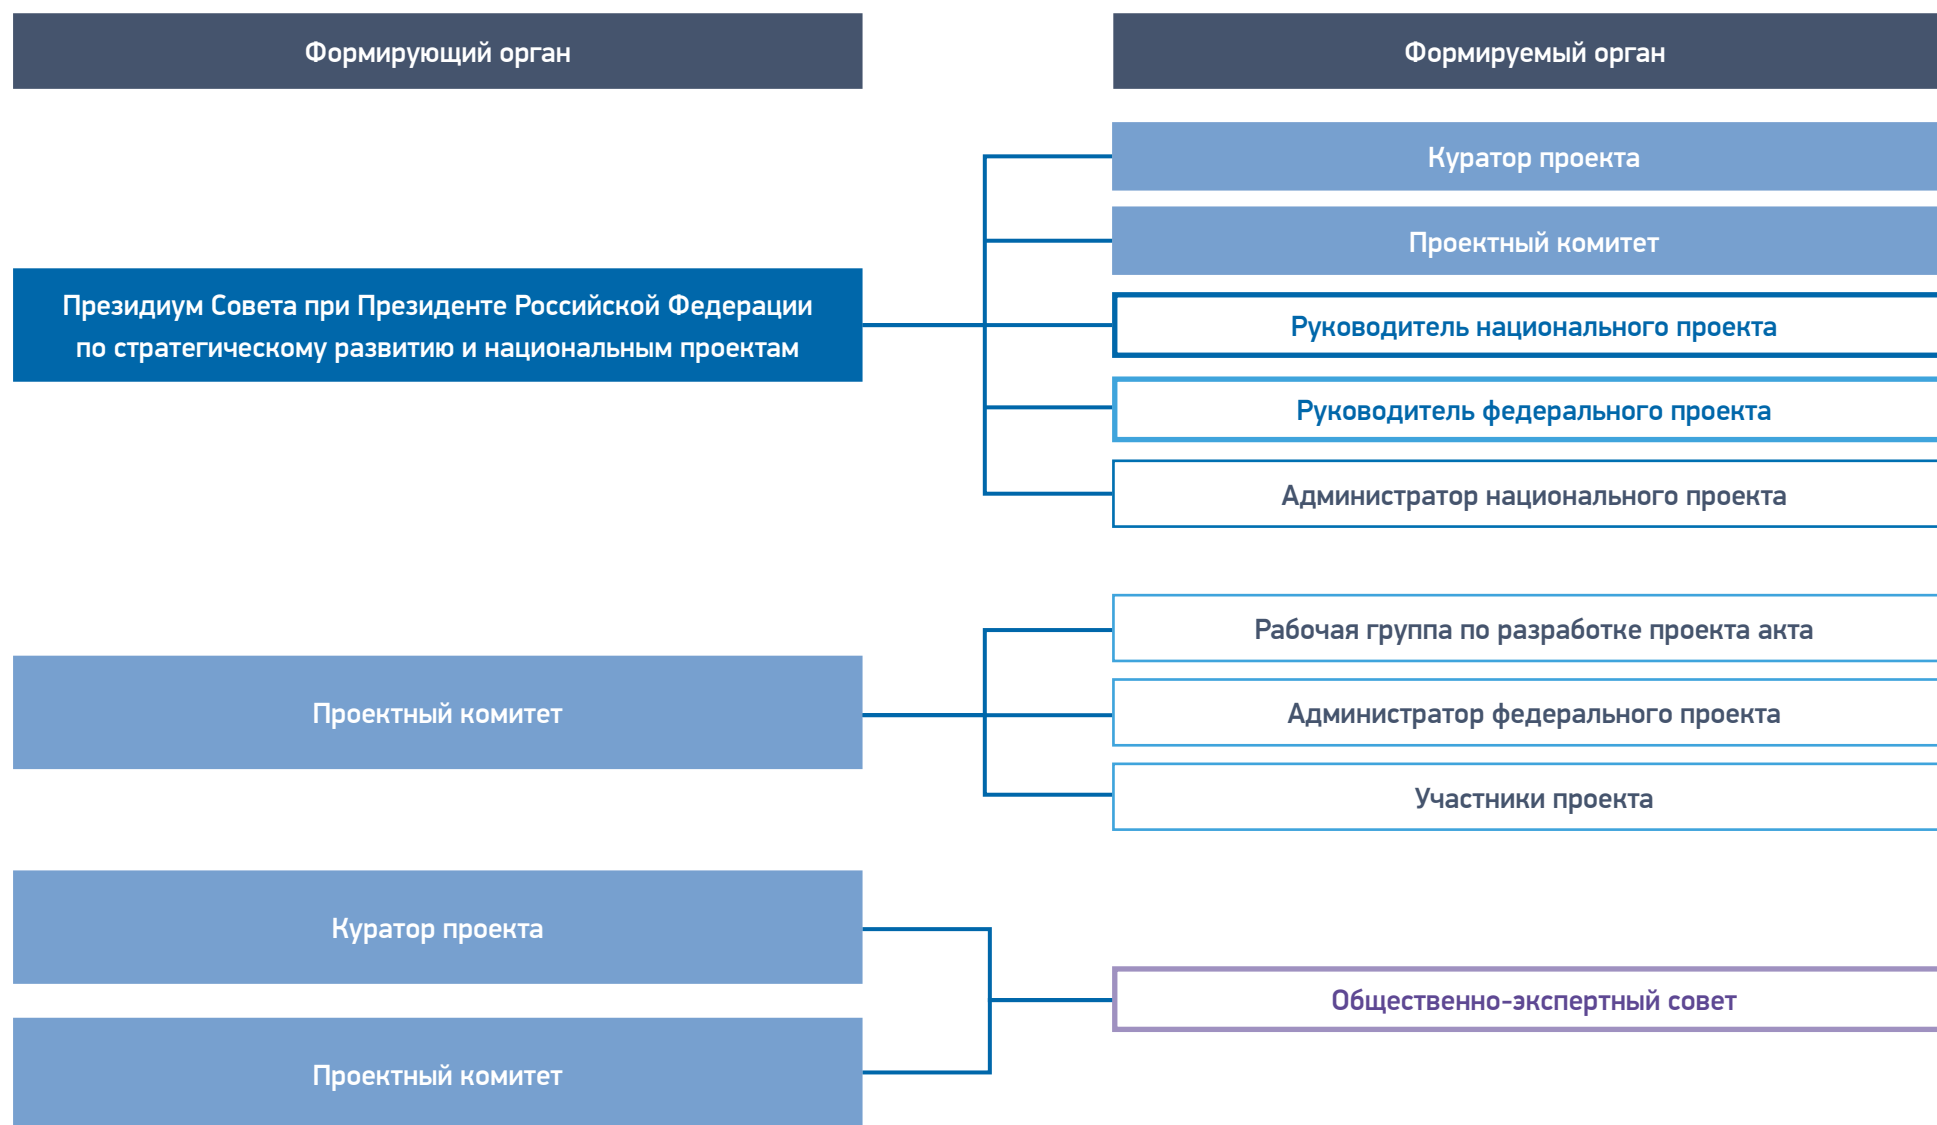 Формирующий орган
Формируемый орган
Куратор проекта
Проектный комитет
Президиум Совета при Президенте Российской Федерации
по стратегическому развитию и национальным проектам
Руководитель национального проекта
Руководитель федерального проекта
Администратор национального проекта
Рабочая группа по разработке проекта акта
Проектный комитет
Администратор федерального проекта
Участники проекта
Куратор проекта
Общественно-экспертный совет
Проектный комитет